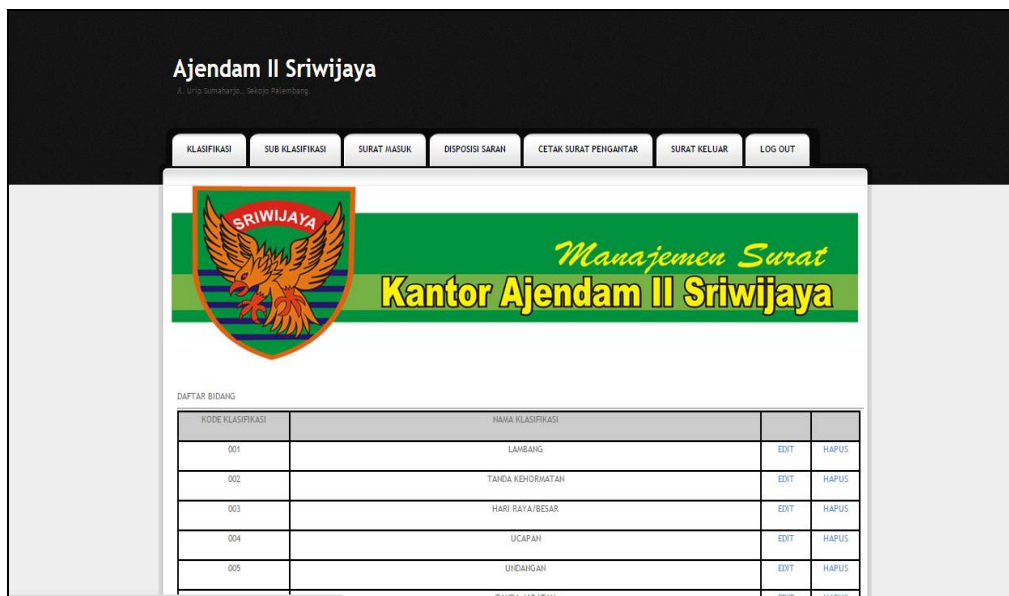 Ajendam II Sriwijaya
Jl. Urip Sumoharjo., Sekojo Palembang.
KLASIFIKASI SUB KLASIFIKASI SURAT MASUK DISPOSISI SARAN CETAK SURAT PENGANTAR SURAT KELUAR LOG OUT
SRIWIJAYA
Manajemen Surat
Kantor Ajendam II Sriwijaya
DAFTAR BIDANG
KODE KLASIFIKASI NAMA KLASIFIKASI
001 LAMBANG EDIT HAPUS
002 TANDA KEHORMATAN EDIT HAPUS
003 HARI RAYA/BESAR EDIT HAPUS
004 UCAPAN EDIT HAPUS
005 UNDANGAN EDIT HAPUS